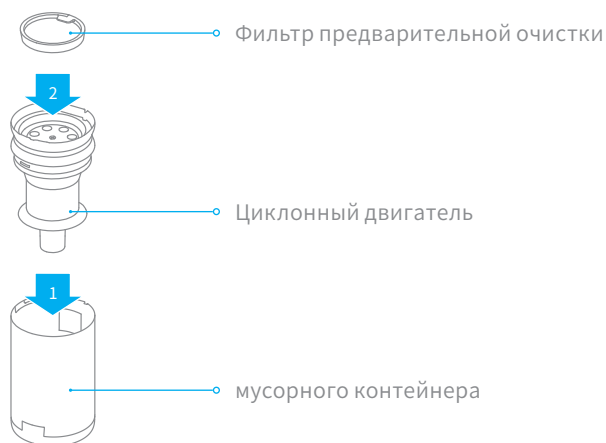 Фильтр предварительной очистки
2
Циклонный двигатель
1
мусорного контейнера